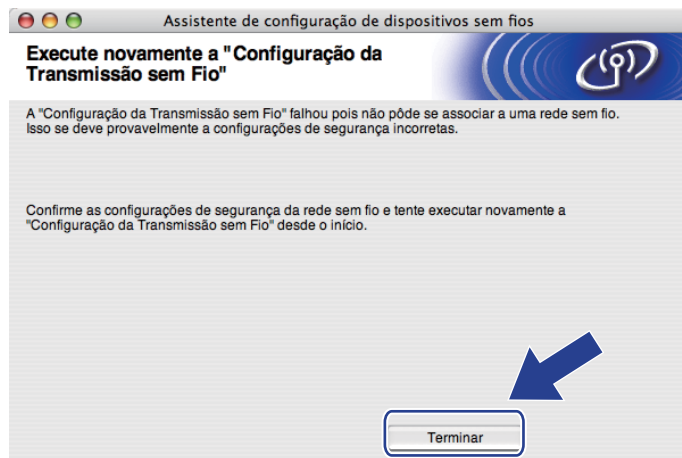 Assistente de configuração de dispositivos sem fios
Execute novamente a "Configuração da
Transmissão sem Fio"
A "Configuração da Transmissão sem Fio" falhou pois não pôde se associar a uma rede sem fio.
Isso se deve provavelmente a configurações de segurança incorretas.
Confirme as configurações de segurança da rede sem fio e tente executar novamente a
"Configuração da Transmissão sem Fio" desde o início.
Terminar